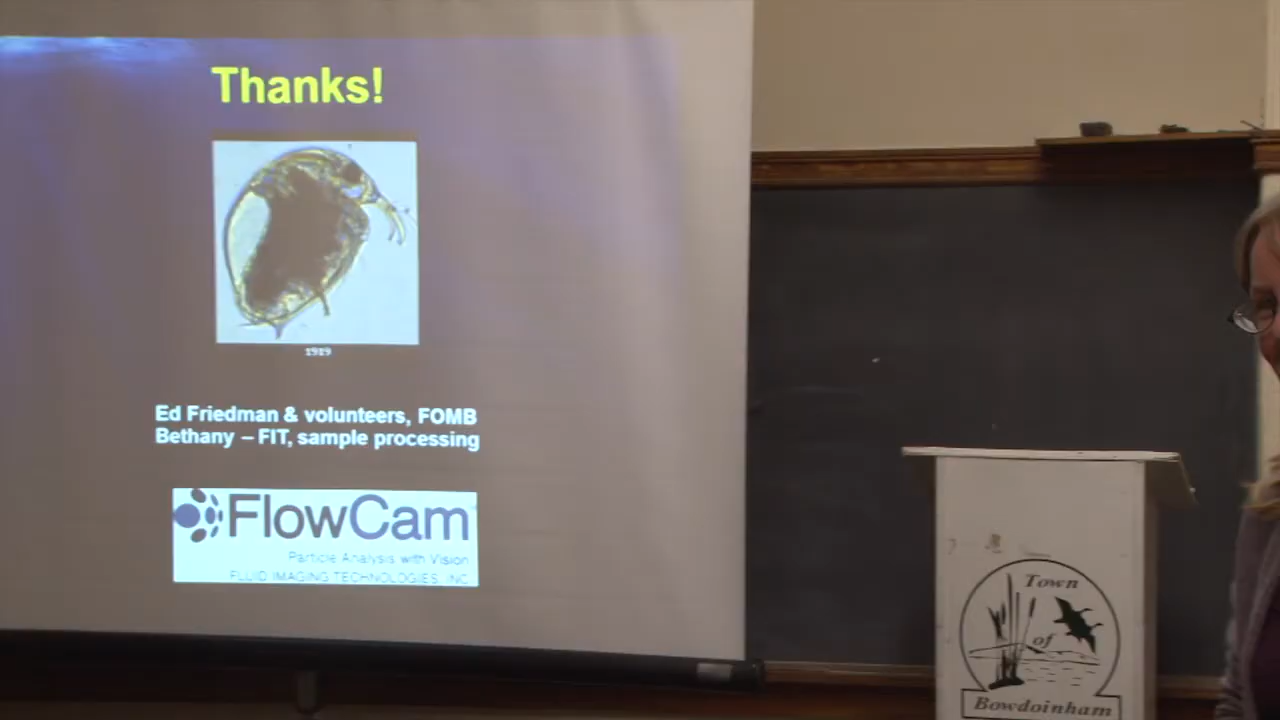 Thanks!
1919
Ed Friedman & volunteers, FOMB
Bethany – FIT, sample processing
FlowCam
Particle Analysis with Vision
FLUID IMAGING TECHNOLOGIES, INC
Town
of
Bowdoinham